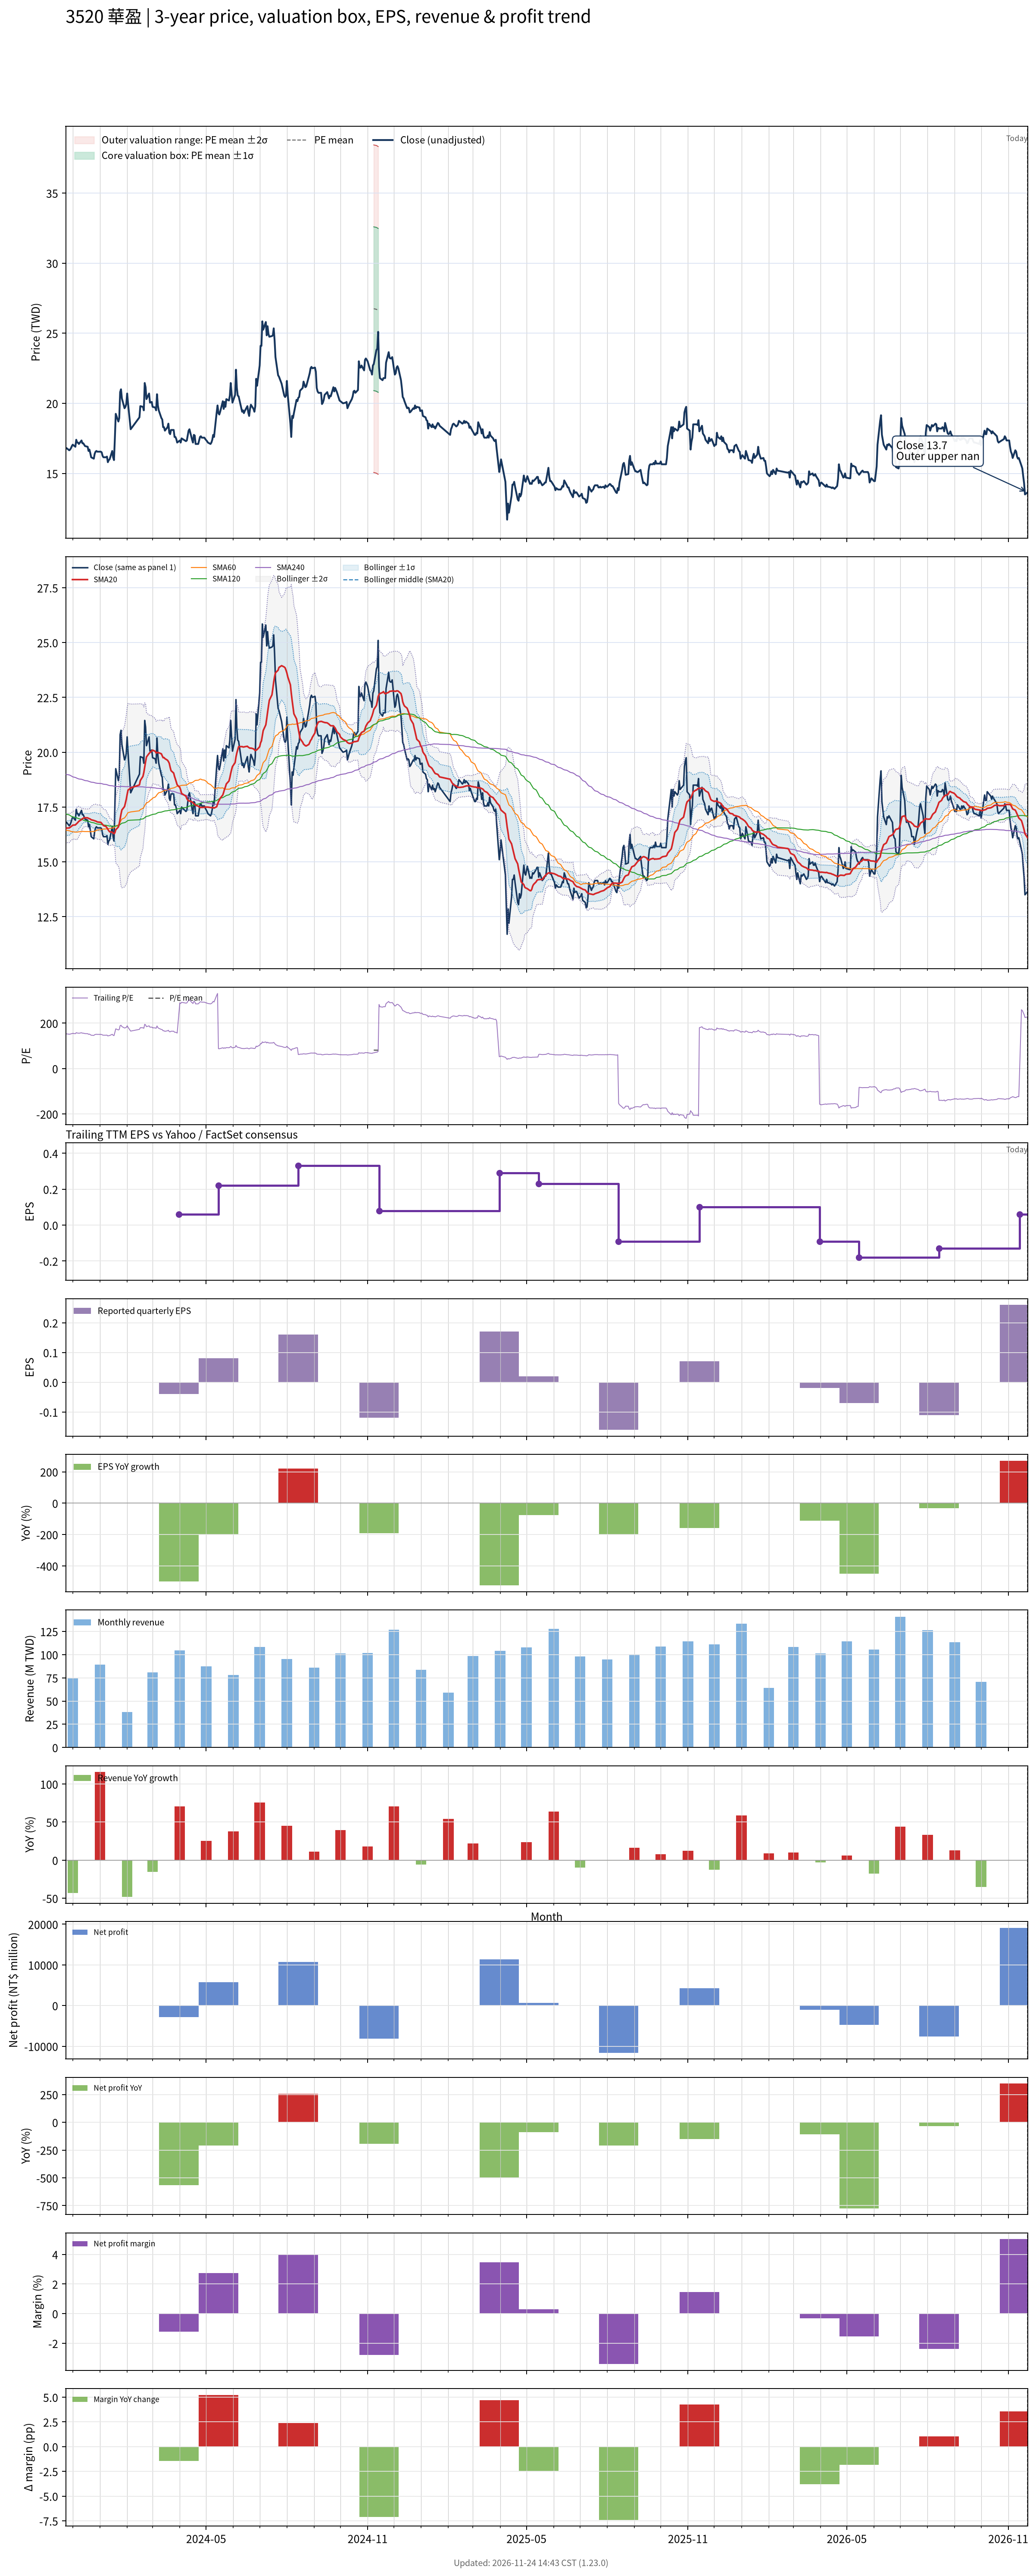 3520 華盈 | 3-year price, valuation box, EPS, revenue & profit trend
Outer valuation range: PE mean ±2σ
PE mean
Close (unadjusted)
Core valuation box: PE mean ±1σ
Today
35
30
25
20
15
Price (TWD)
Close 13.7
Outer upper nan
Close (same as panel 1)
SMA60
SMA240
Bollinger ±1σ
SMA20
SMA120
Bollinger ±2σ
Bollinger middle (SMA20)
27.5
25.0
22.5
20.0
17.5
15.0
12.5
Price
Trailing P/E
P/E mean
200
0
-200
P/E
Trailing TTM EPS vs Yahoo / FactSet consensus
Today
0.4
0.2
0.0
-0.2
EPS
Reported quarterly EPS
0.2
0.1
0.0
-0.1
EPS
EPS YoY growth
200
0
-200
-400
YoY (%)
Monthly revenue
125
100
75
50
25
0
Revenue (M TWD)
Revenue YoY growth
100
50
0
-50
YoY (%)
Month
Net profit
20000
10000
0
-10000
Net profit (NT$ million)
Net profit YoY
250
0
-250
-500
-750
YoY (%)
Net profit margin
4
2
0
-2
Margin (%)
Margin YoY change
5.0
2.5
0.0
-2.5
-5.0
-7.5
Δ margin (pp)
2024-05
2024-11
2025-05
2025-11
2026-05
2026-11
Updated: 2026-11-24 14:43 CST (1.23.0)